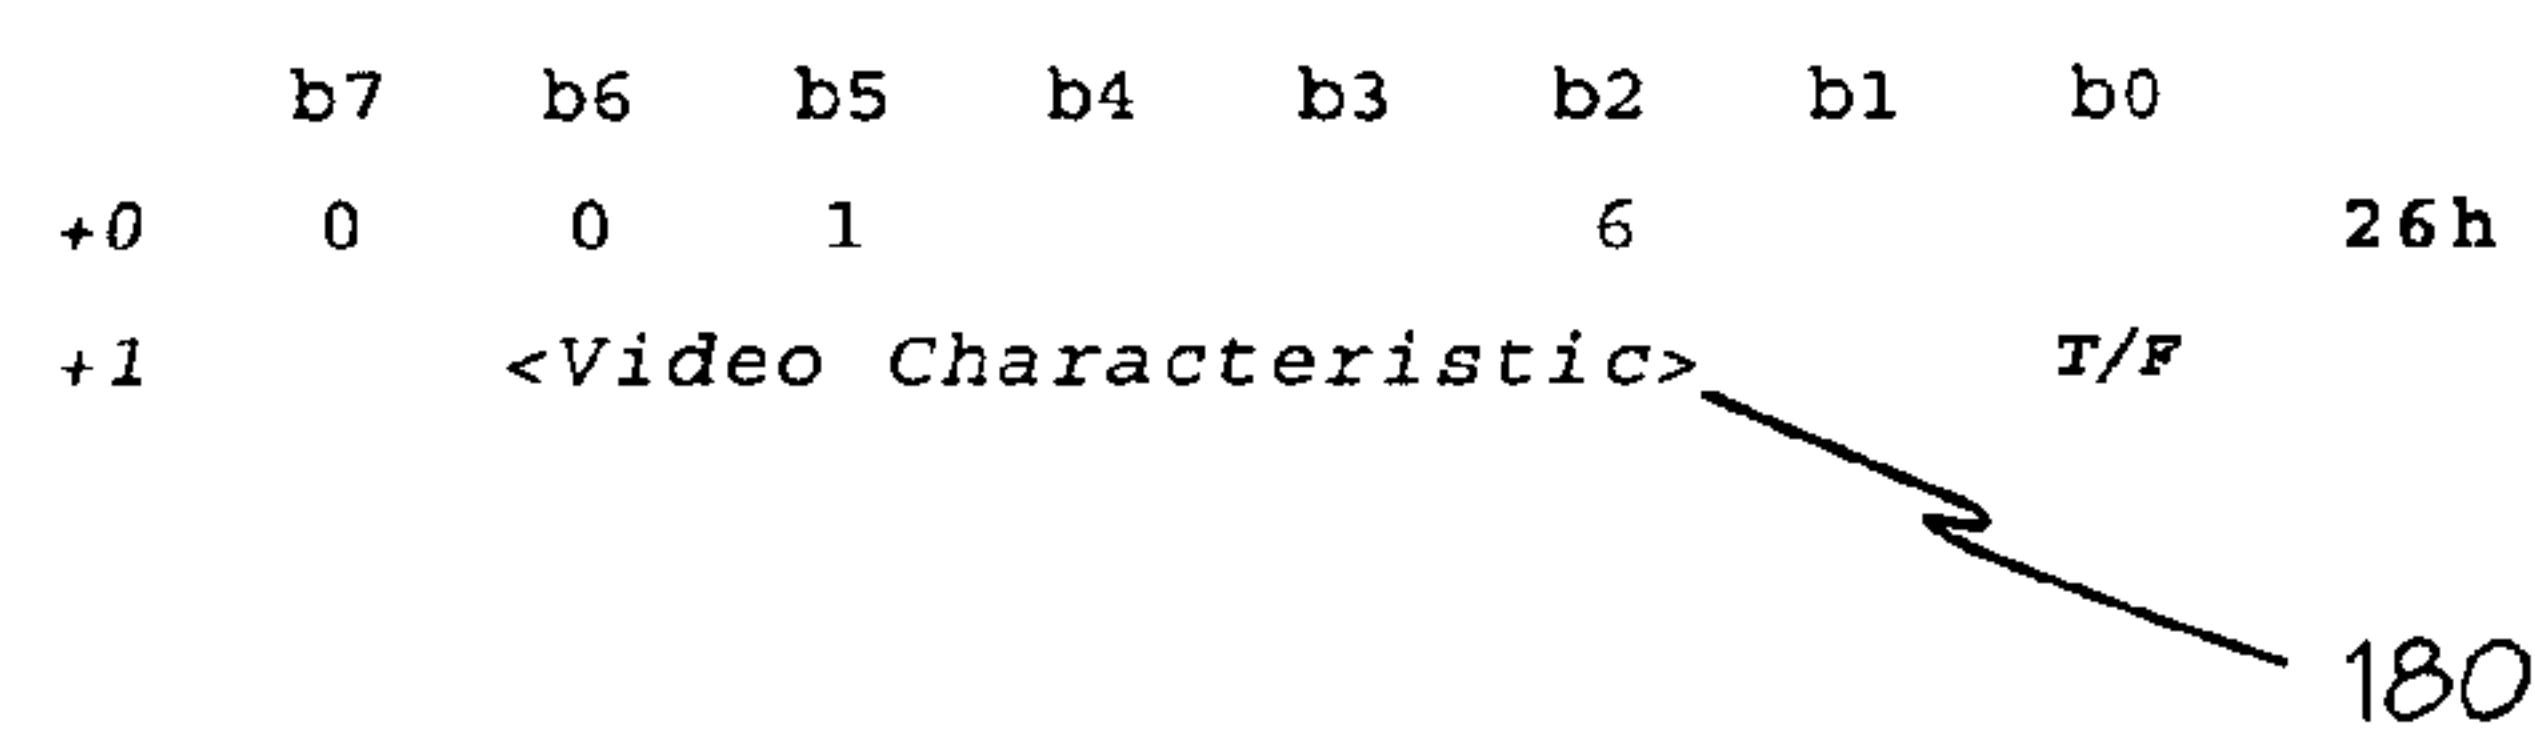 b7 b6 b5 b4 b3 b2 b1 b0
+0 0 0 1 6 26h
+1 <Video Characteristic> T/F
180